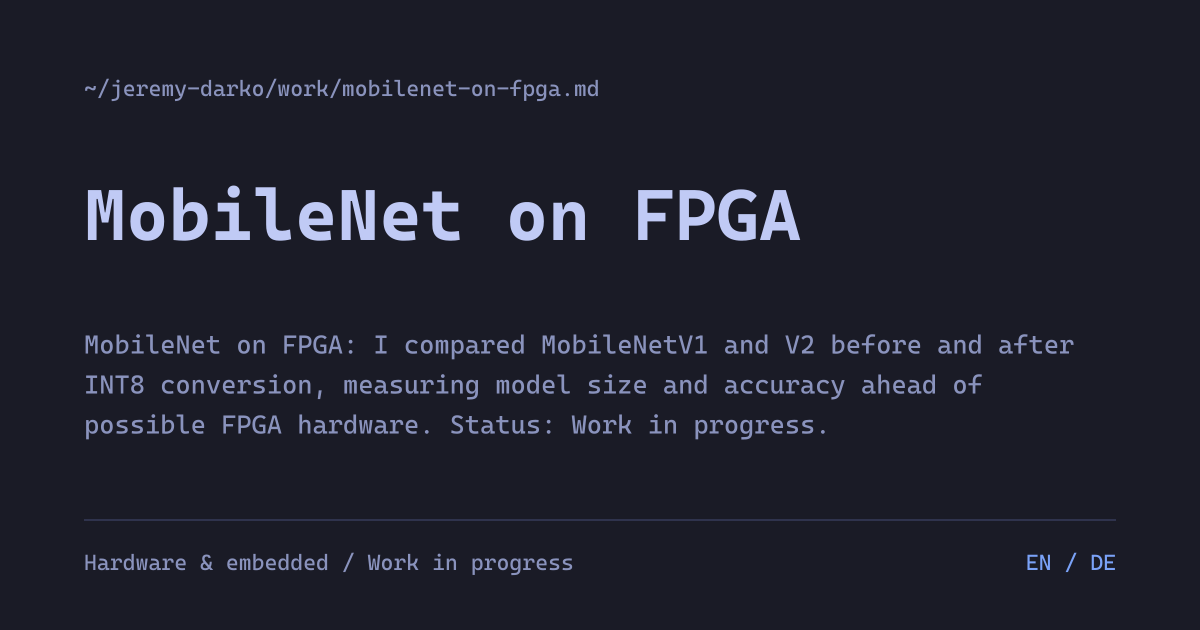 ~/jeremy-darko/work/mobilenet-on-fpga.md
MobileNet on FPGA
MobileNet on FPGA: I compared MobileNetV1 and V2 before and after
INT8 conversion, measuring model size and accuracy ahead of
possible FPGA hardware. Status: Work in progress.
Hardware & embedded / Work in progress
EN / DE